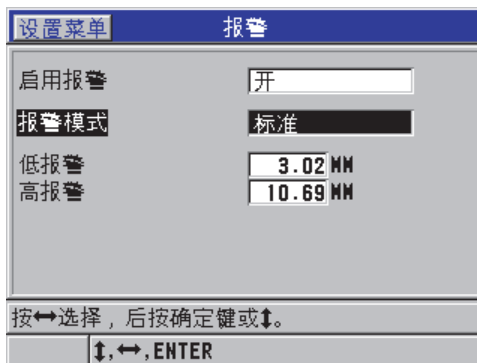 设置菜单 报警
启用报警 开
报警模式 标准
低报警 3.02 MM
高报警 10.69 MM
按↔选择，后按确定键或↕。
↕,↔,ENTER